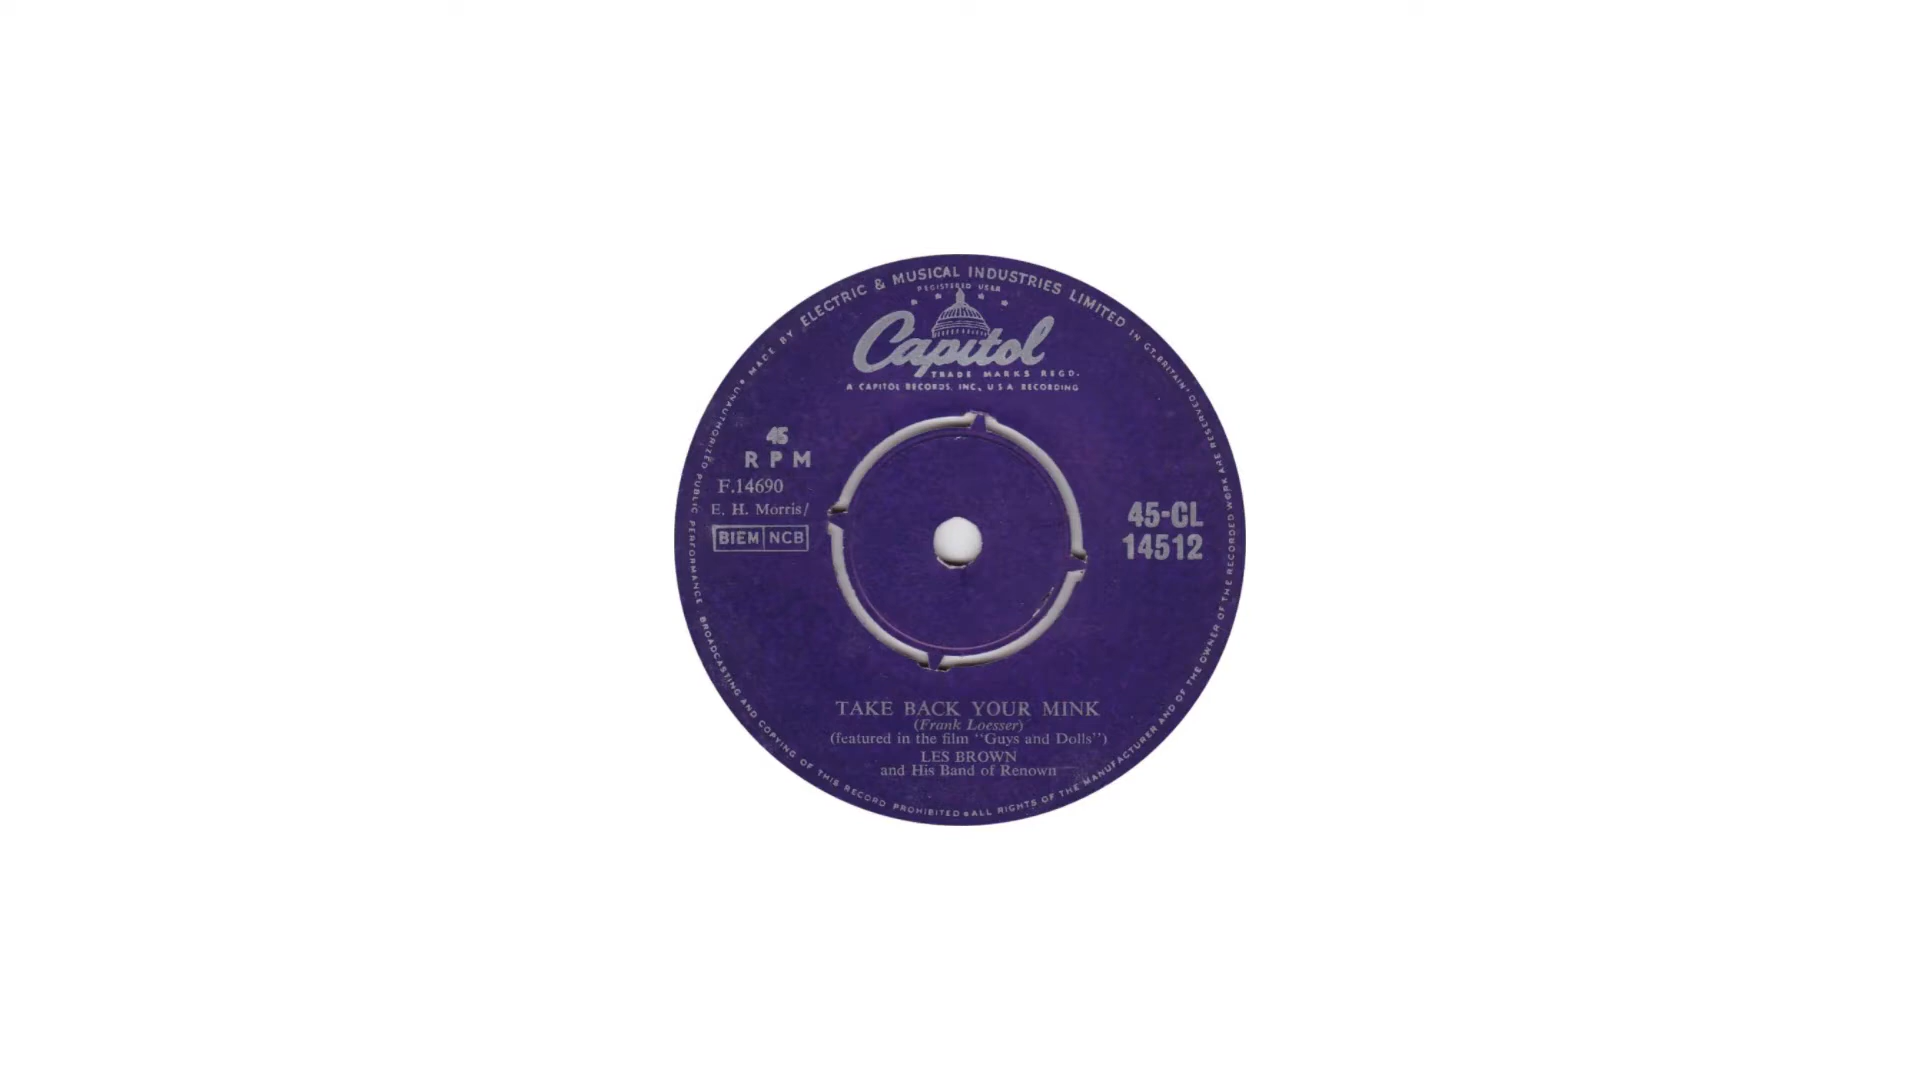 MADE BY ELECTRIC & MUSICAL INDUSTRIES LIMITED IN GT. BRITAIN
REGISTERED USER
Capitol
TRADE MARKS REGD.
A CAPITOL RECORDS, INC., U S A RECORDING
45
R P M
F.14690
E. H. Morris/
BIEM NCB
45-CL
14512
TAKE BACK YOUR MINK
(Frank Loesser)
(featured in the film "Guys and Dolls")
LES BROWN
and His Band of Renown
UNAUTHORIZED PUBLIC PERFORMANCE BROADCASTING AND COPYING OF THIS RECORD PROHIBITED
ALL RIGHTS OF THE MANUFACTURER AND OF THE OWNER OF THE RECORDED WORK ARE RESERVED